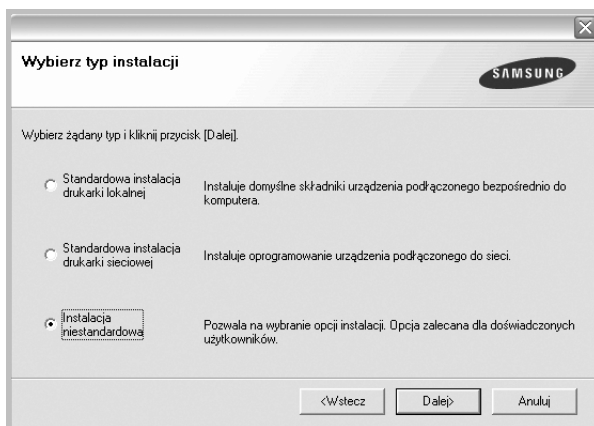 Wybierz typ instalacji
SAMSUNG
Wybierz żądany typ i kliknij przycisk [Dalej].
Standardowa instalacja
drukarki lokalnej
Instaluje domyślne składniki urządzenia podłączonego bezpośrednio do
komputera.
Standardowa instalacja
drukarki sieciowej
Instaluje oprogramowanie urządzenia podłączonego do sieci.
Instalacja
niestandardowa
Pozwala na wybranie opcji instalacji. Opcja zalecana dla doświadczonych
użytkowników.
<Wstecz
Dalej>
Anuluj